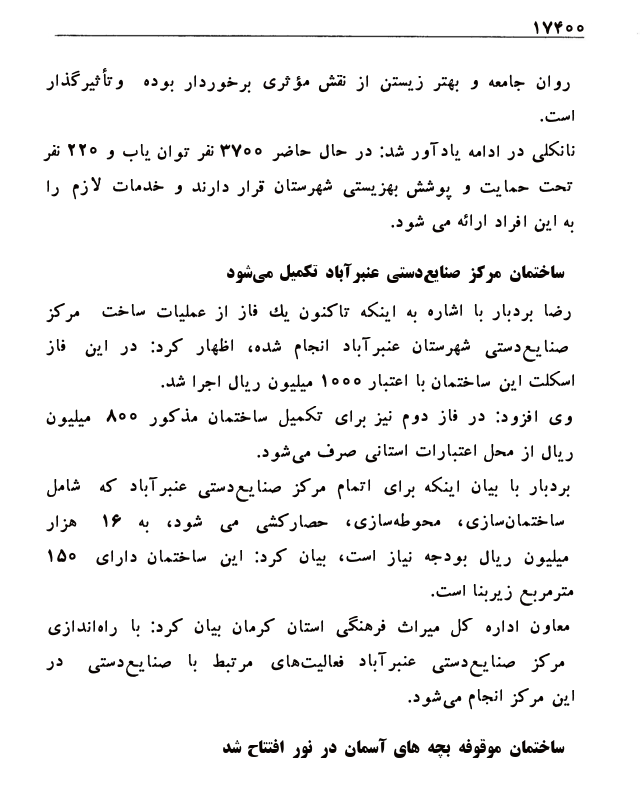 ۱۷۴۰۰
روان جامعه و بهتر زیستن از نقش مؤثری برخوردار بوده وتأثیرگذار
است.
نانکلی در ادامه یادآور شد: در حال حاضر ۳۷۰۰ نفر توان یاب و ۲۲۰ نفر
تحت حمایت و پوشش بهزیستی شهرستان قرار دارند و خدمات لازم را
به این افراد ارائه می شود.
ساختمان مرکز صنایع‌دستی عنبرآباد تکمیل می‌شود
رضا بردبار با اشاره به اینکه تاکنون یك فاز از عملیات ساخت مرکز
صنایع‌دستی شهرستان عنبرآباد انجام شده، اظهار کرد: در این فاز
اسکلت این ساختمان با اعتبار ۱۰۰۰ میلیون ریال اجرا شد.
وی افزود: در فاز دوم نیز برای تکمیل ساختمان مذکور ۸۰۰ میلیون
ریال از محل اعتبارات استانی صرف می‌شود.
بردبار با بیان اینکه برای اتمام مرکز صنایع‌دستی عنبرآباد که شامل
ساختمان‌سازی، محوطه‌سازی، حصارکشی می شود، به ۱۶ هزار
میلیون ریال بودجه نیاز است، بیان کرد: این ساختمان دارای ۱۵۰
مترمربع زیربنا است.
معاون اداره کل میراث فرهنگی استان کرمان بیان کرد: با راه‌اندازی
مرکز صنایع‌دستی عنبرآباد فعالیت‌های مرتبط با صنایع‌دستی در
این مرکز انجام می‌شود.
ساختمان موقوفه بچه های آسمان در نور افتتاح شد